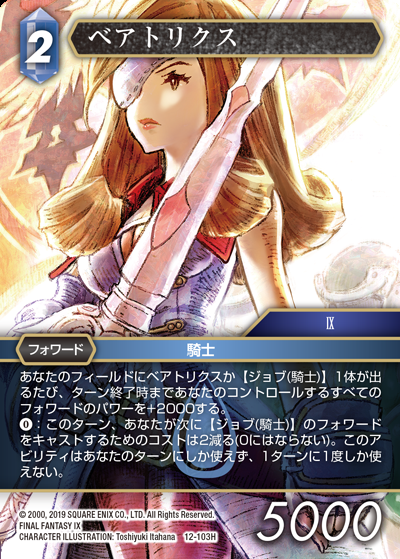 2
ベアトリクス
IX
フォワード
騎士
あなたのフィールドにベアトリクスか【ジョブ(騎士)】1体が出
るたび、ターン終了時まであなたのコントロールするすべての
フォワードのパワーを+2000する。
0：このターン、あなたが次に【ジョブ(騎士)】のフォワード
をキャストするためのコストは2減る(0にはならない)。このア
ビリティはあなたのターンにしか使えず、1ターンに1度しか使
えない。
© 2000, 2019 SQUARE ENIX CO., LTD. All Rights Reserved.
FINAL FANTASY IX
CHARACTER ILLUSTRATION: Toshiyuki Itahana 12-103H
5000